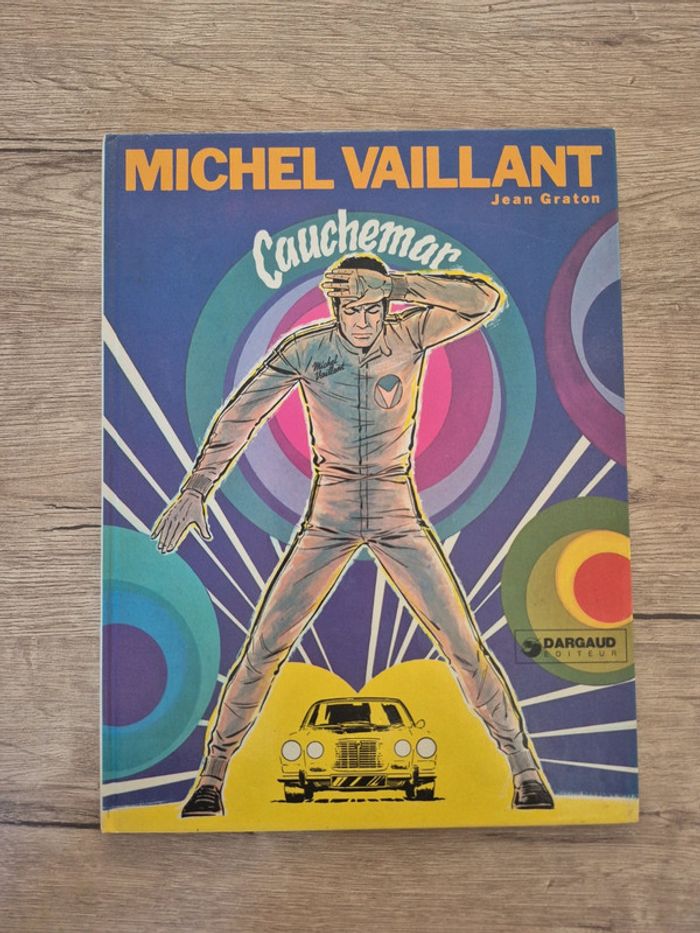 MICHEL VAILLANT
Jean Graton
Cauchemar
Michel
Vaillant
DARGAUD
EDITEUR